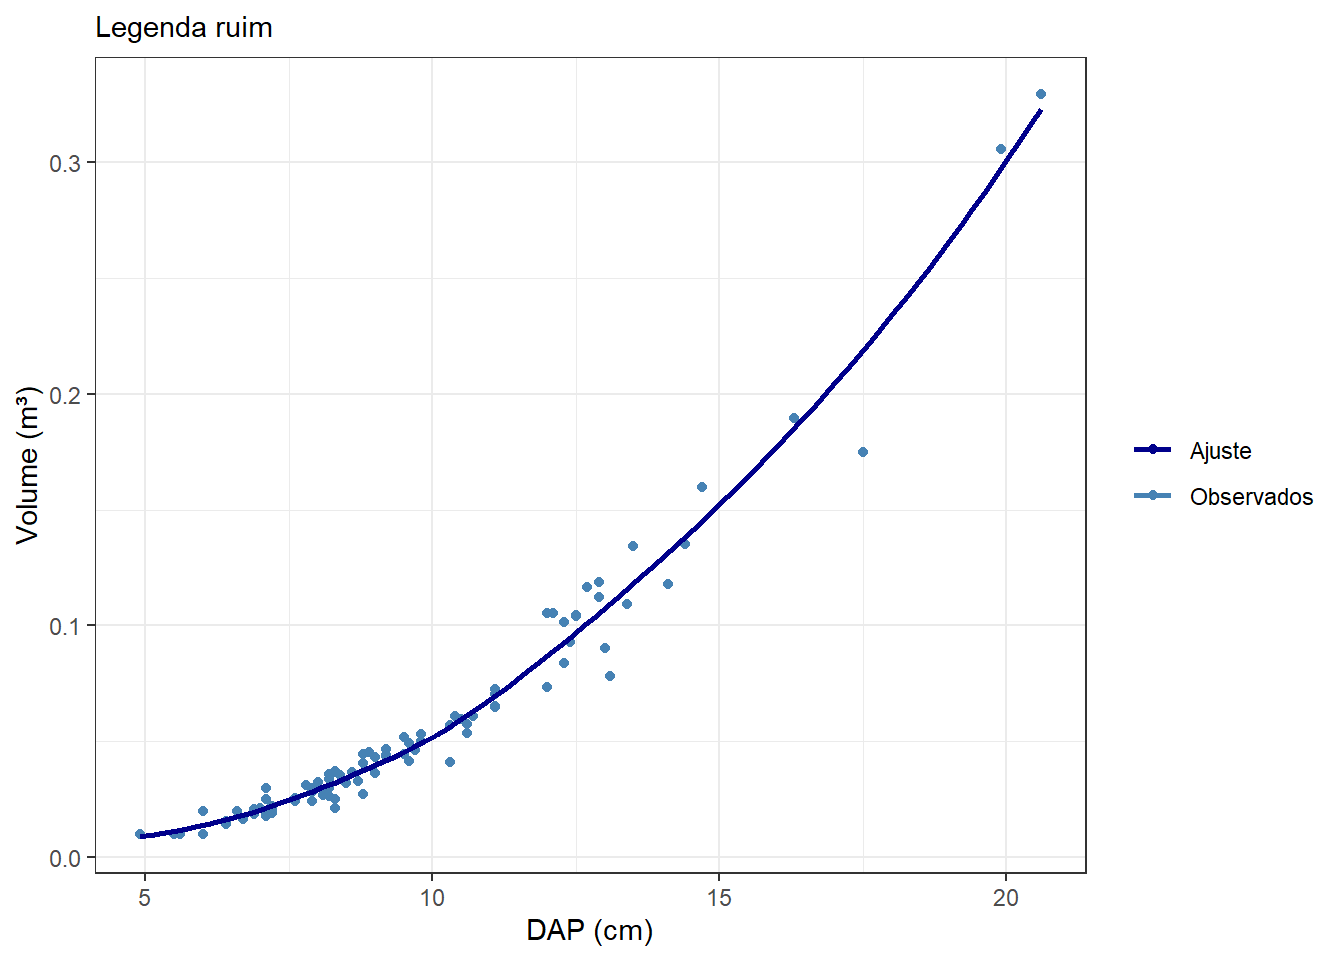 Legenda ruim
Volume (m³)
0.3
0.2
0.1
0.0
5 10 15 20
DAP (cm)
Ajuste
Observados